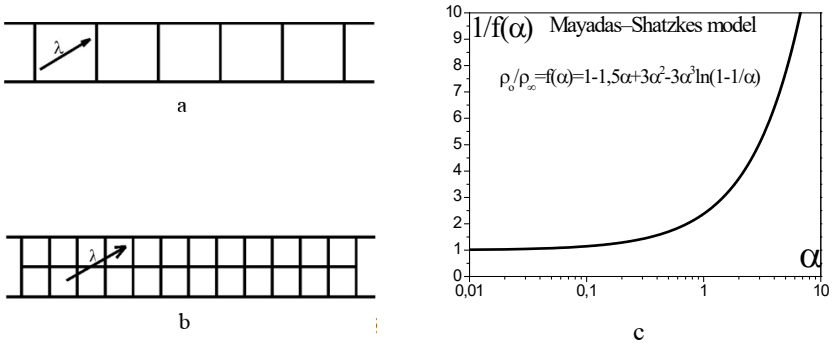 λ
a
λ
b
1/f(α) Mayadas–Shatzkes model
ρ₀/ρ∞=f(α)=1-1,5α+3α²-3α³ln(1-1/α)
10
9
8
7
6
5
4
3
2
1
0
α
0,01 0,1 1 10
c